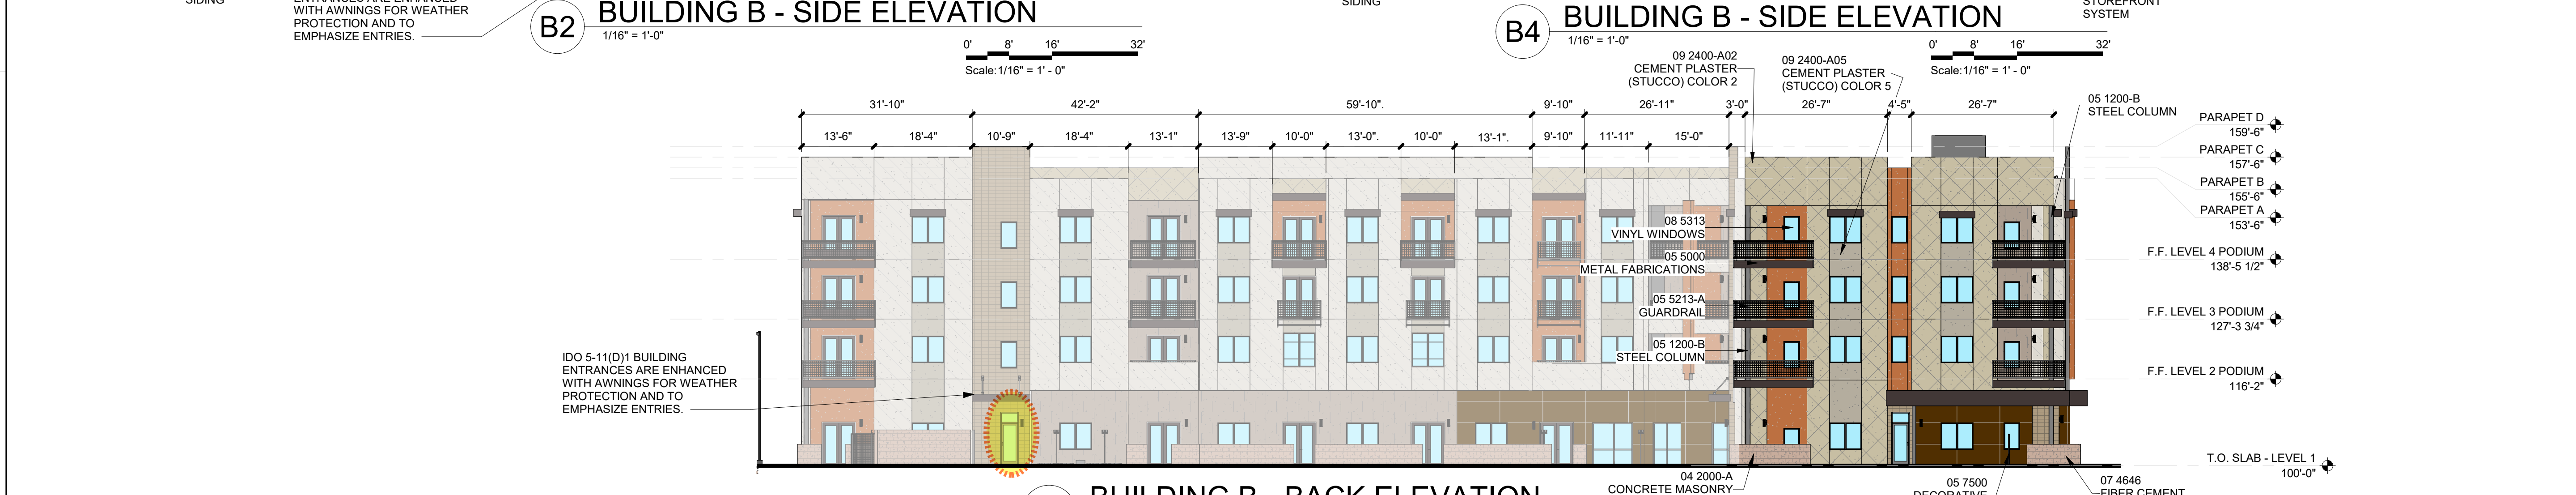 SIDING
ENTRANCES ARE ENHANCED
WITH AWNINGS FOR WEATHER
PROTECTION AND TO
EMPHASIZE ENTRIES.
B2
BUILDING B - SIDE ELEVATION
1/16" = 1'-0"
0' 8' 16' 32'
Scale:1/16" = 1' - 0"
SIDING
B4
BUILDING B - SIDE ELEVATION
1/16" = 1'-0"
STOREFRONT
SYSTEM
0' 8' 16' 32'
Scale:1/16" = 1' - 0"
09 2400-A02
CEMENT PLASTER
(STUCCO) COLOR 2
09 2400-A05
CEMENT PLASTER
(STUCCO) COLOR 5
05 1200-B
STEEL COLUMN
31'-10" 42'-2" 59'-10". 9'-10" 26'-11" 3'-0" 26'-7" 4'-5" 26'-7"
13'-6" 18'-4" 10'-9" 18'-4" 13'-1" 13'-9" 10'-0" 13'-0". 10'-0" 13'-1". 9'-10" 11'-11" 15'-0"
PARAPET D
159'-6"
PARAPET C
157'-6"
PARAPET B
155'-6"
PARAPET A
153'-6"
F.F. LEVEL 4 PODIUM
138'-5 1/2"
F.F. LEVEL 3 PODIUM
127'-3 3/4"
F.F. LEVEL 2 PODIUM
116'-2"
T.O. SLAB - LEVEL 1
100'-0"
08 5313
VINYL WINDOWS
05 5000
METAL FABRICATIONS
05 5213-A
GUARDRAIL
05 1200-B
STEEL COLUMN
IDO 5-11(D)1 BUILDING
ENTRANCES ARE ENHANCED
WITH AWNINGS FOR WEATHER
PROTECTION AND TO
EMPHASIZE ENTRIES.
BUILDING B - BACK ELEVATION
04 2000-A
CONCRETE MASONRY
05 7500
DECORATIVE
07 4646
FIBER CEMENT